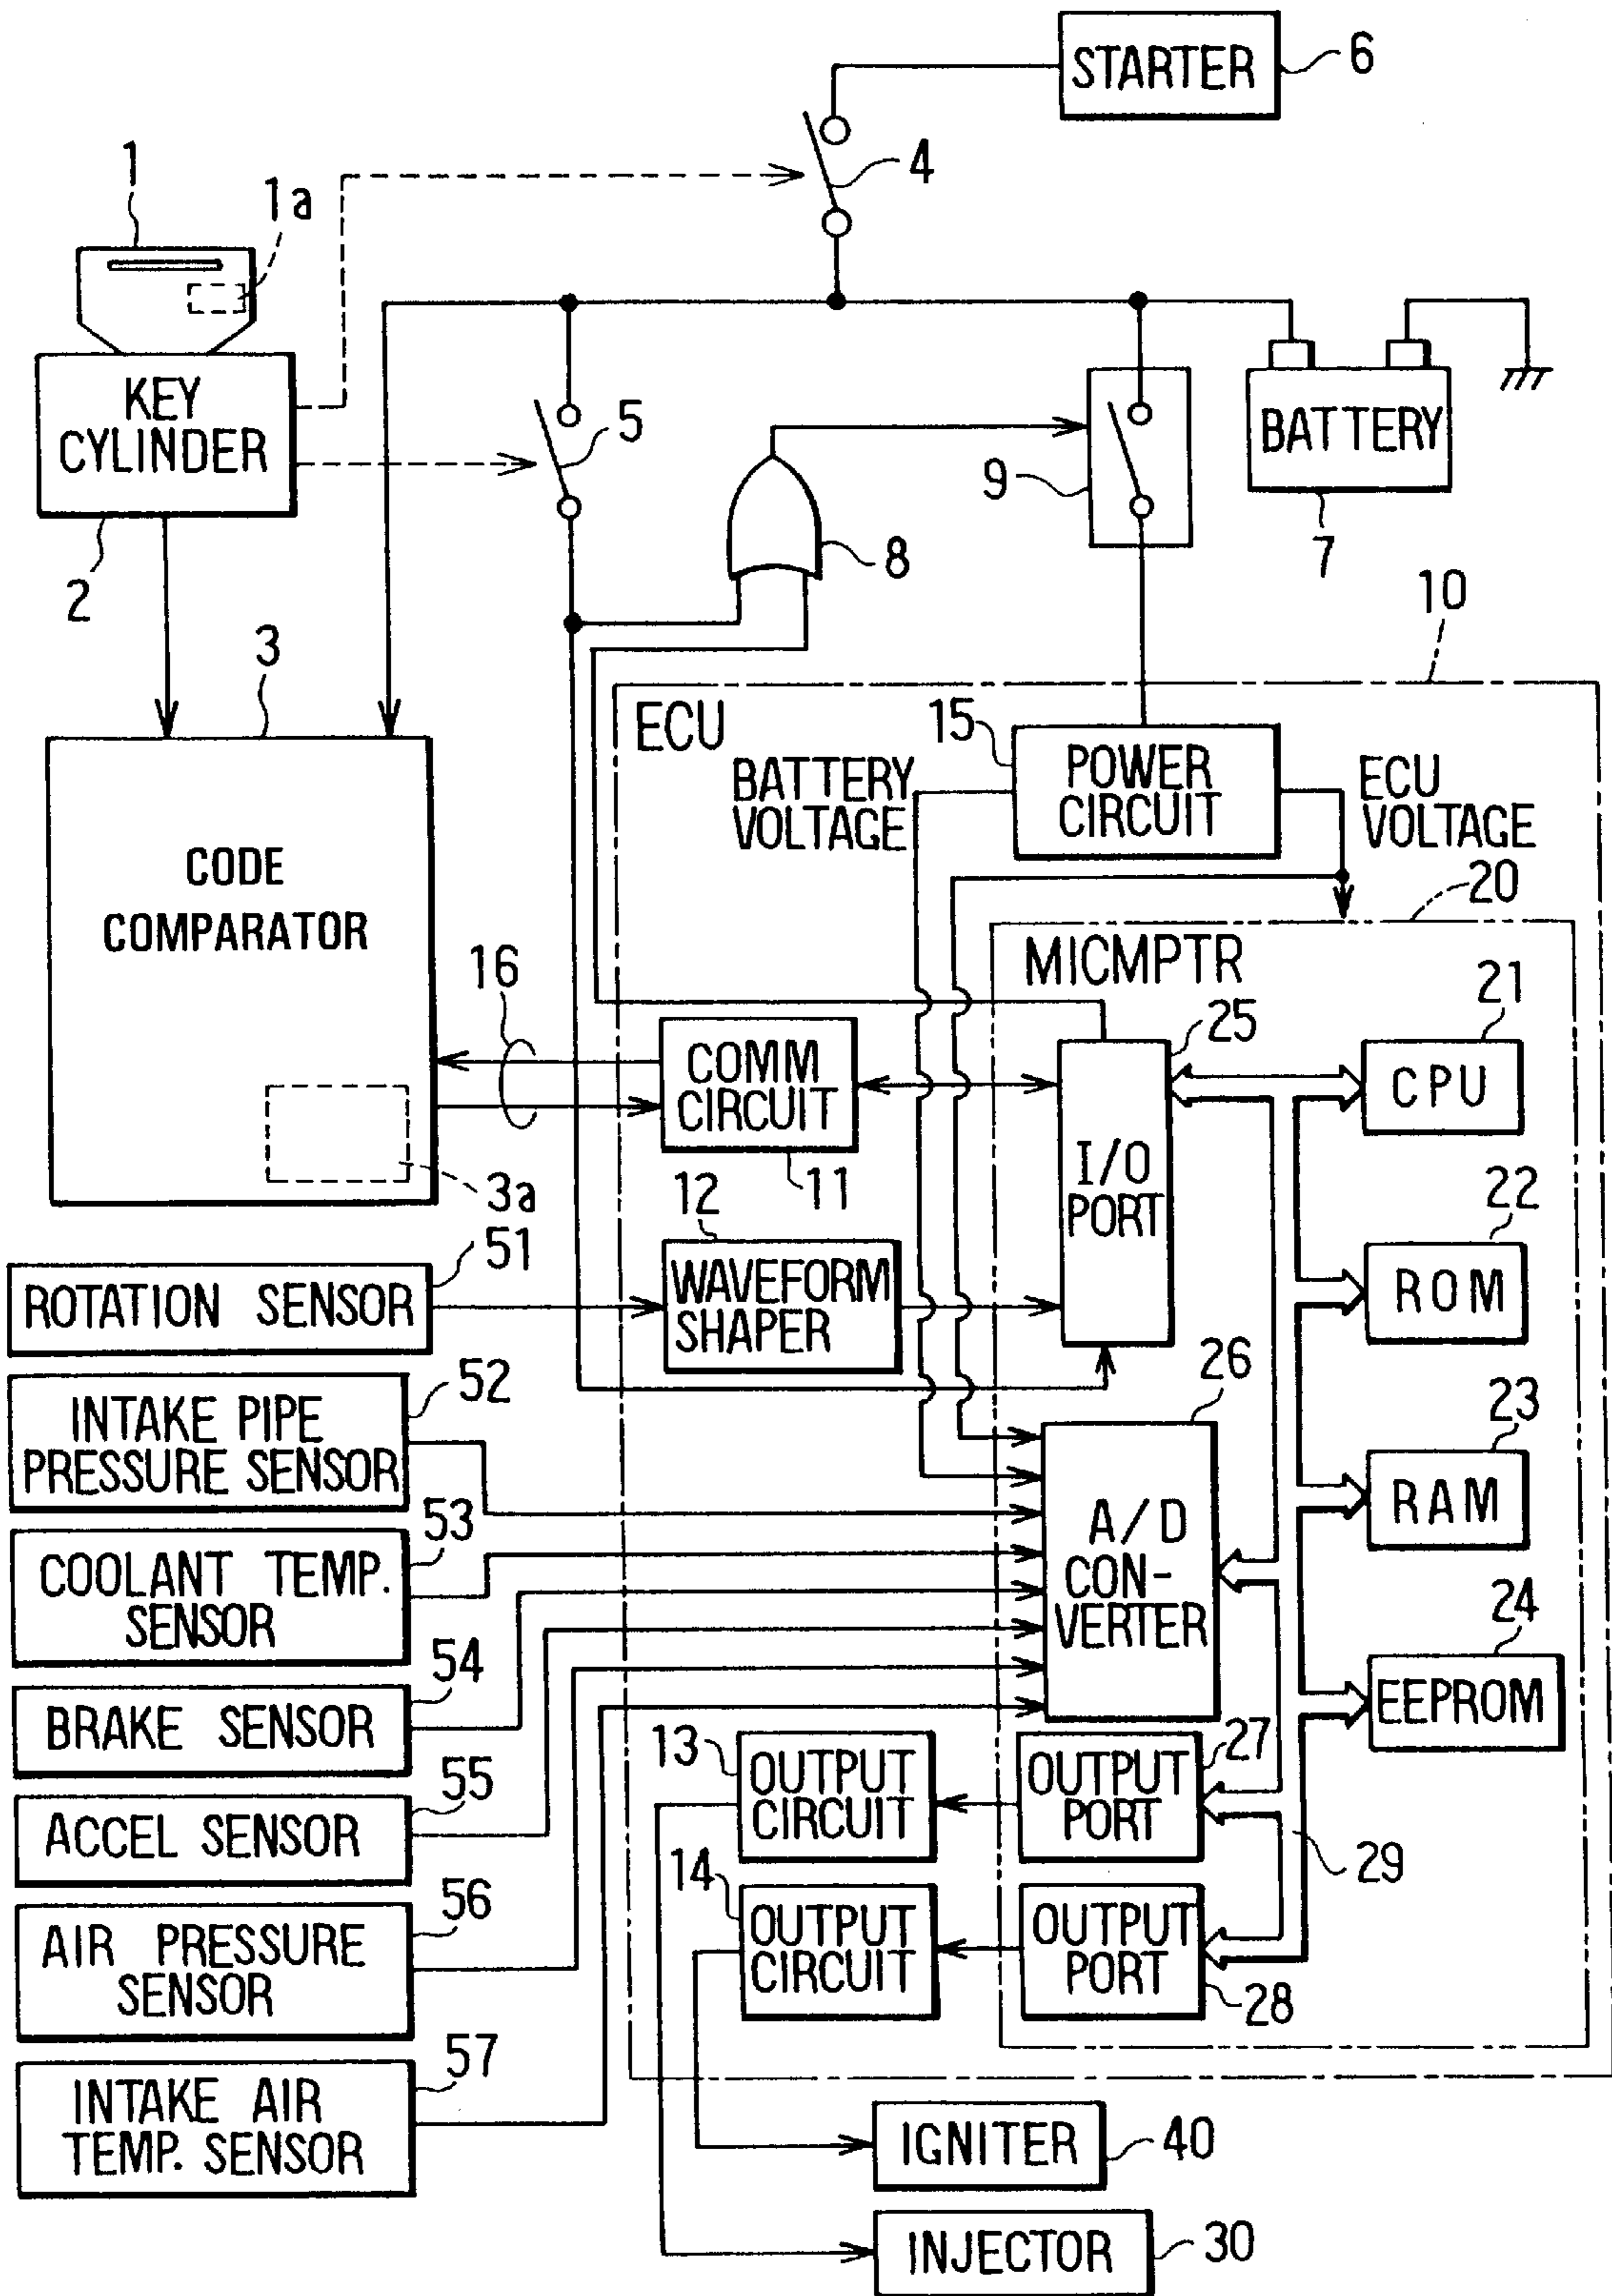 STARTER
6
4
1
1a
KEY
CYLINDER
2
5
8
9
BATTERY
7
10
3
ECU
15
BATTERY
VOLTAGE
POWER
CIRCUIT
ECU
VOLTAGE
20
CODE
COMPARATOR
16
3a
MICMPTR
COMM
CIRCUIT
11
25
I/O
PORT
21
CPU
22
ROM
23
RAM
24
EEPROM
12
WAVEFORM
SHAPER
26
A/D
CON-
VERTER
51
ROTATION SENSOR
52
INTAKE PIPE
PRESSURE SENSOR
53
COOLANT TEMP.
SENSOR
54
BRAKE SENSOR
55
ACCEL SENSOR
56
AIR PRESSURE
SENSOR
57
INTAKE AIR
TEMP. SENSOR
13
OUTPUT
CIRCUIT
27
OUTPUT
PORT
29
14
OUTPUT
CIRCUIT
OUTPUT
PORT
28
IGNITER
40
INJECTOR
30